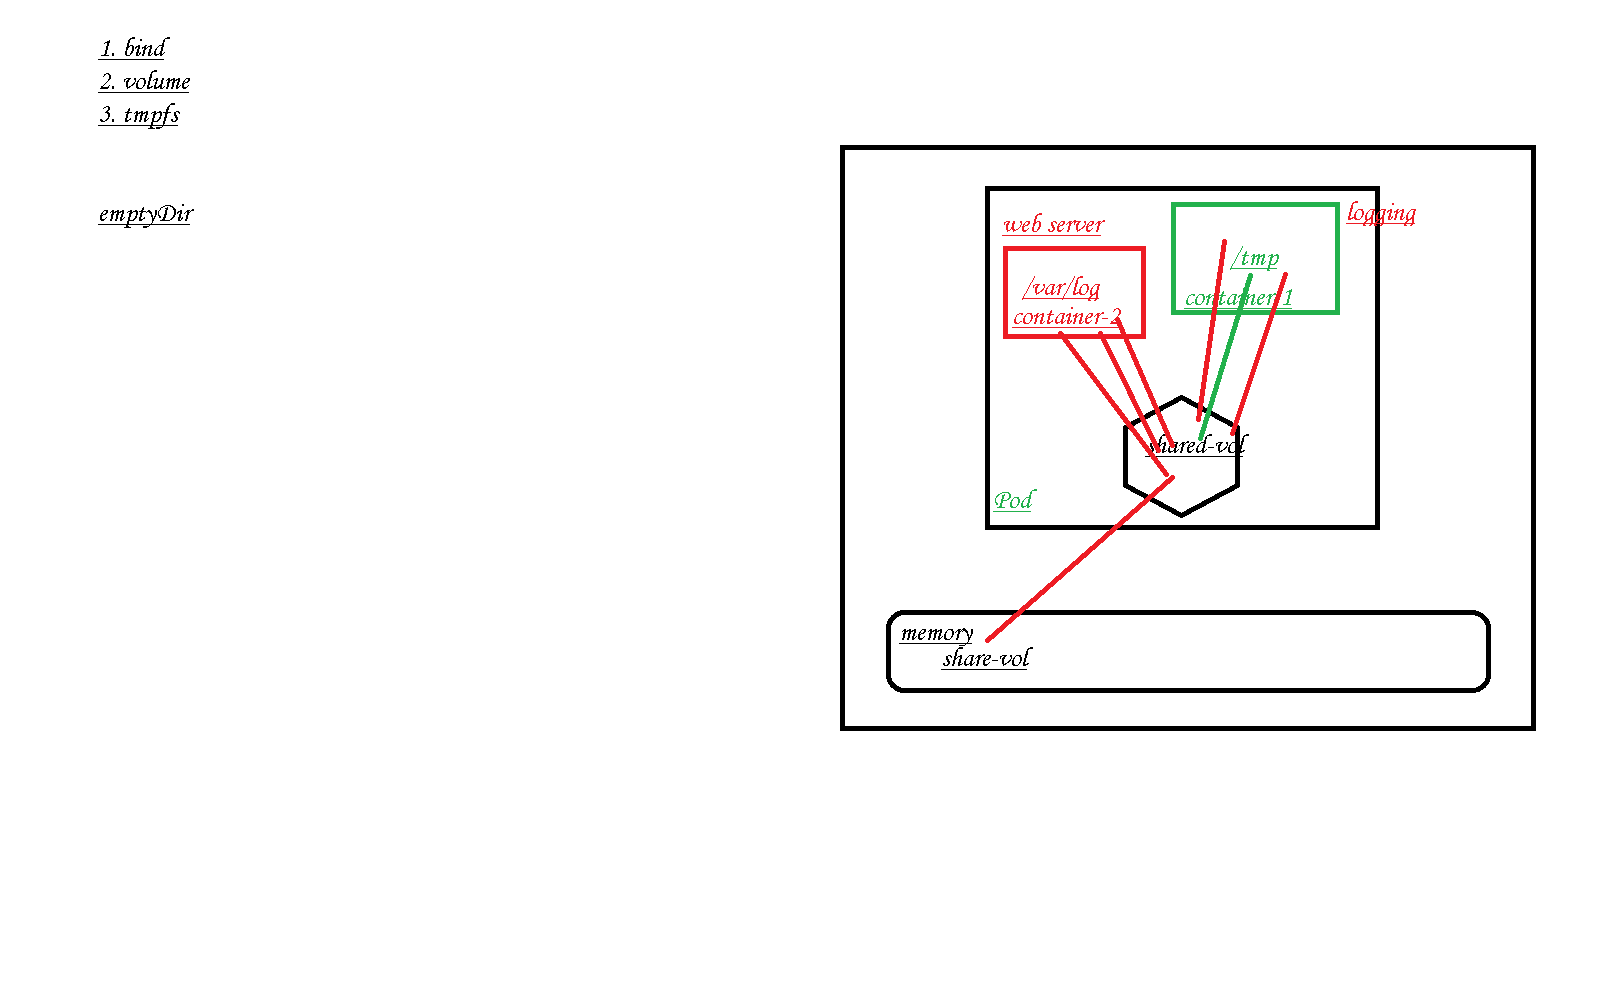 1. bind
2. volume
3. tmpfs
emptyDir
web server
logging
/var/log
container-2
/tmp
container-1
shared-vol
Pod
memory
share-vol